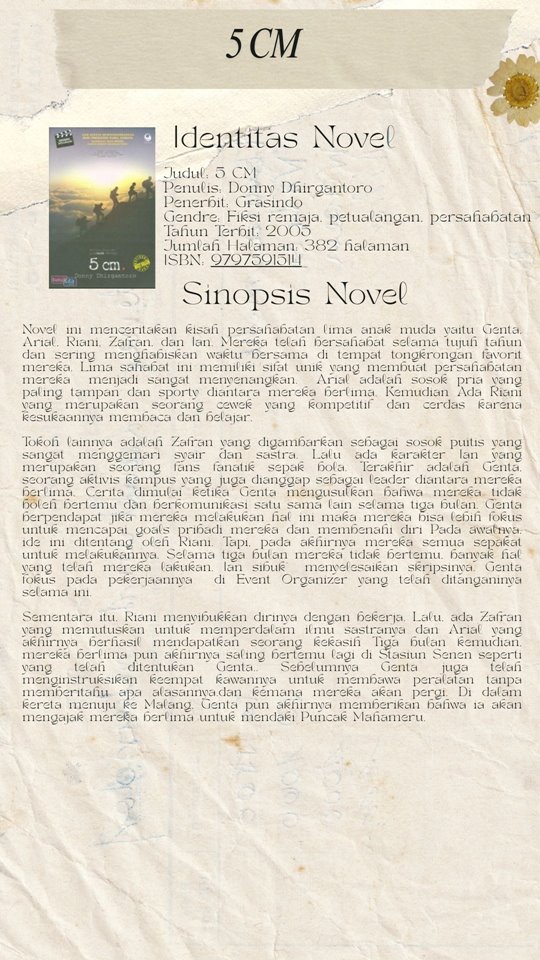 5 CM
Identitas Novel
5 cm.
Donny Dhirgantoro
Judul: 5 CM
Penulis: Donny Dhirgantoro
Penerbit: Grasindo
Gendre: Fiksi remaja, petualangan, persahabatan
Tahun Terbit: 2005
Jumlah Halaman: 382 halaman
ISBN: 9797591514
Sinopsis Novel
Novel ini menceritakan kisah persahabatan lima anak muda yaitu Genta,
Arial, Riani, Zafran, dan Ian. Mereka telah bersahabat selama tujuh tahun
dan sering menghabiskan waktu bersama di tempat tongkrongan favorit
mereka. Lima sahabat ini memiliki sifat unik yang membuat persahabatan
mereka menjadi sangat menyenangkan. Arial adalah sosok pria yang
paling tampan dan sporty diantara mereka berlima. Kemudian Ada Riani
yang merupakan seorang cewek yang kompetitif dan cerdas karena
kesukaannya membaca dan belajar.
Tokoh lainnya adalah Zafran yang digambarkan sebagai sosok puitis yang
sangat menggemari syair dan sastra. Lalu ada karakter Ian yang
merupakan seorang fans fanatik sepak bola. Terakhir adalah Genta,
seorang aktivis kampus yang juga dianggap sebagai leader diantara mereka
berlima. Cerita dimulai ketika Genta mengusulkan bahwa mereka tidak
boleh bertemu dan berkomunikasi satu sama lain selama tiga bulan. Genta
berpendapat jika mereka melakukan hal ini maka mereka bisa lebih fokus
untuk mencapai goals pribadi mereka dan membenahi diri Pada awalnya,
ide ini ditentang oleh Riani. Tapi, pada akhirnya mereka semua sepakat
untuk melakukannya. Selama tiga bulan mereka tidak bertemu, banyak hal
yang telah mereka lakukan. Ian sibuk menyelesaikan skripsinya. Genta
fokus pada pekerjaannya di Event Organizer yang telah ditanganinya
selama ini.
Sementara itu, Riani menyibukkan dirinya dengan bekerja. Lalu, ada Zafran
yang memutuskan untuk memperdalam ilmu sastranya dan Arial yang
akhirnya berhasil mendapatkan seorang kekasih Tiga bulan kemudian,
mereka berlima pun akhirnya saling bertemu lagi di Stasiun Senen seperti
yang telah ditentukan Genta. Sebelumnya Genta juga telah
menginstruksikan keempat kawannya untuk membawa peralatan tanpa
memberitahu apa alasannya.dan kemana mereka akan pergi. Di dalam
kereta menuju ke Malang, Genta pun akhirnya memberikan bahwa ia akan
mengajak mereka berlima untuk mendaki Puncak Mahameru.